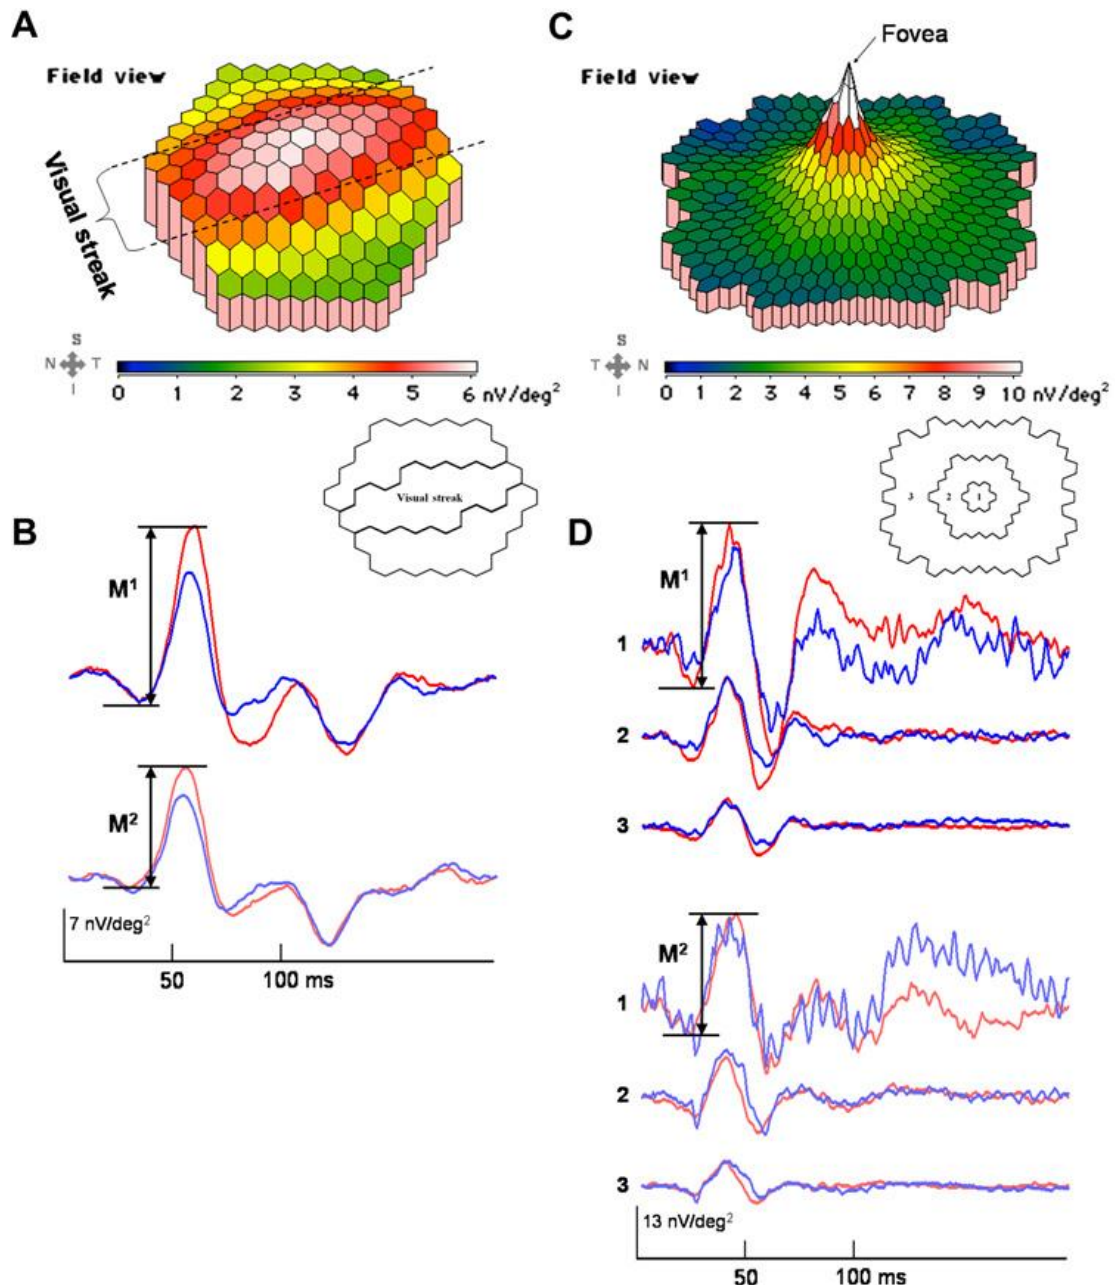 A
Field view
Visual streak
S
N T
I
0 1 2 3 4 5 6 nV/deg²
C
Fovea
Field view
S
T N
I
0 1 2 3 4 5 6 7 8 9 10 nV/deg²
B
Visual streak
M¹
M²
7 nV/deg²
50 100 ms
D
3 2 1
M¹
1
2
3
M²
1
2
3
13 nV/deg²
50 100 ms